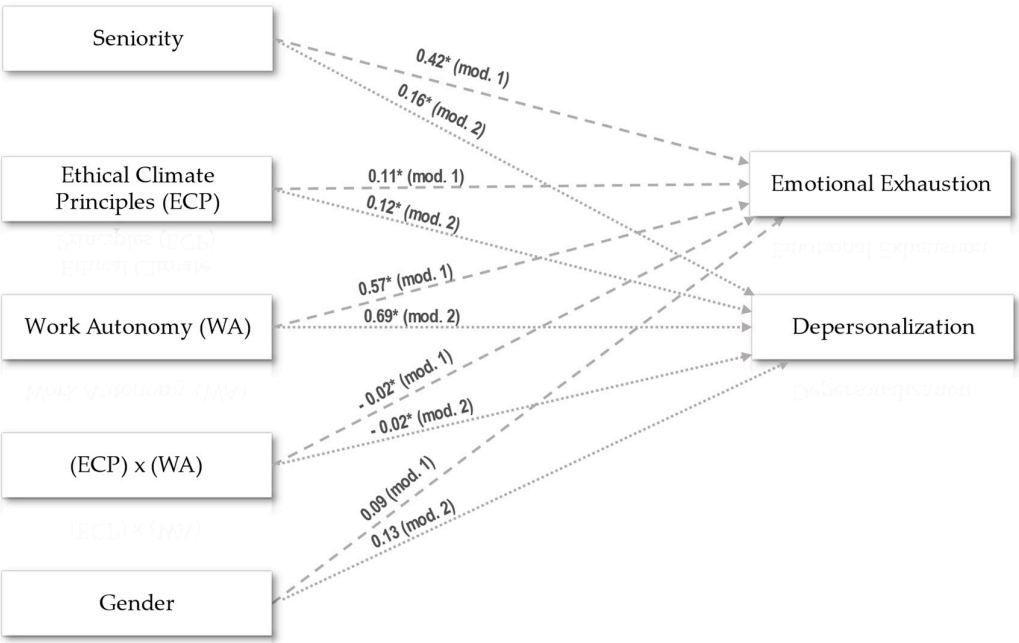 Seniority
0.42* (mod. 1)
0.16* (mod. 2)
Ethical Climate
Principles (ECP)
0.11* (mod. 1)
0.12* (mod. 2)
Emotional Exhaustion
Work Autonomy (WA)
0.57* (mod. 1)
0.69* (mod. 2)
Depersonalization
(ECP) x (WA)
- 0.02* (mod. 1)
- 0.02* (mod. 2)
Gender
0.09 (mod. 1)
0.13 (mod. 2)